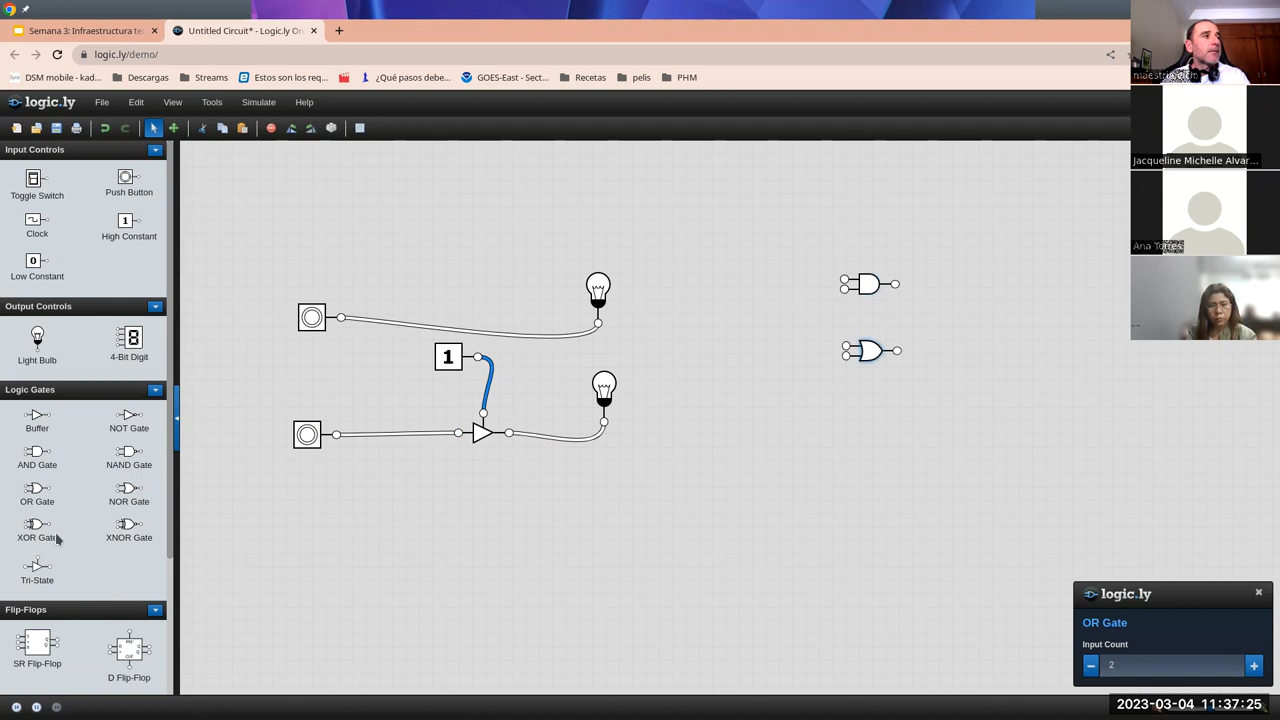 Semana 3: Infraestructura te
Untitled Circuit* - Logic.ly On
logic.ly/demo/
DSM mobile - kad...
Descargas
Streams
Estos son los req...
¿Qué pasos debe...
GOES-East - Sect...
Recetas
pelis
PHM
logic.ly
File
Edit
View
Tools
Simulate
Help
Input Controls
Toggle Switch
Push Button
Clock
1
High Constant
0
Low Constant
Output Controls
Light Bulb
8
4-Bit Digit
Logic Gates
Buffer
NOT Gate
AND Gate
NAND Gate
OR Gate
NOR Gate
XOR Gate
XNOR Gate
Tri-State
Flip-Flops
SR Flip-Flop
D Flip-Flop
1
Jacqueline Michelle Alvar...
Ana Torres
logic.ly
OR Gate
Input Count
2
2023-03-04 11:37:25